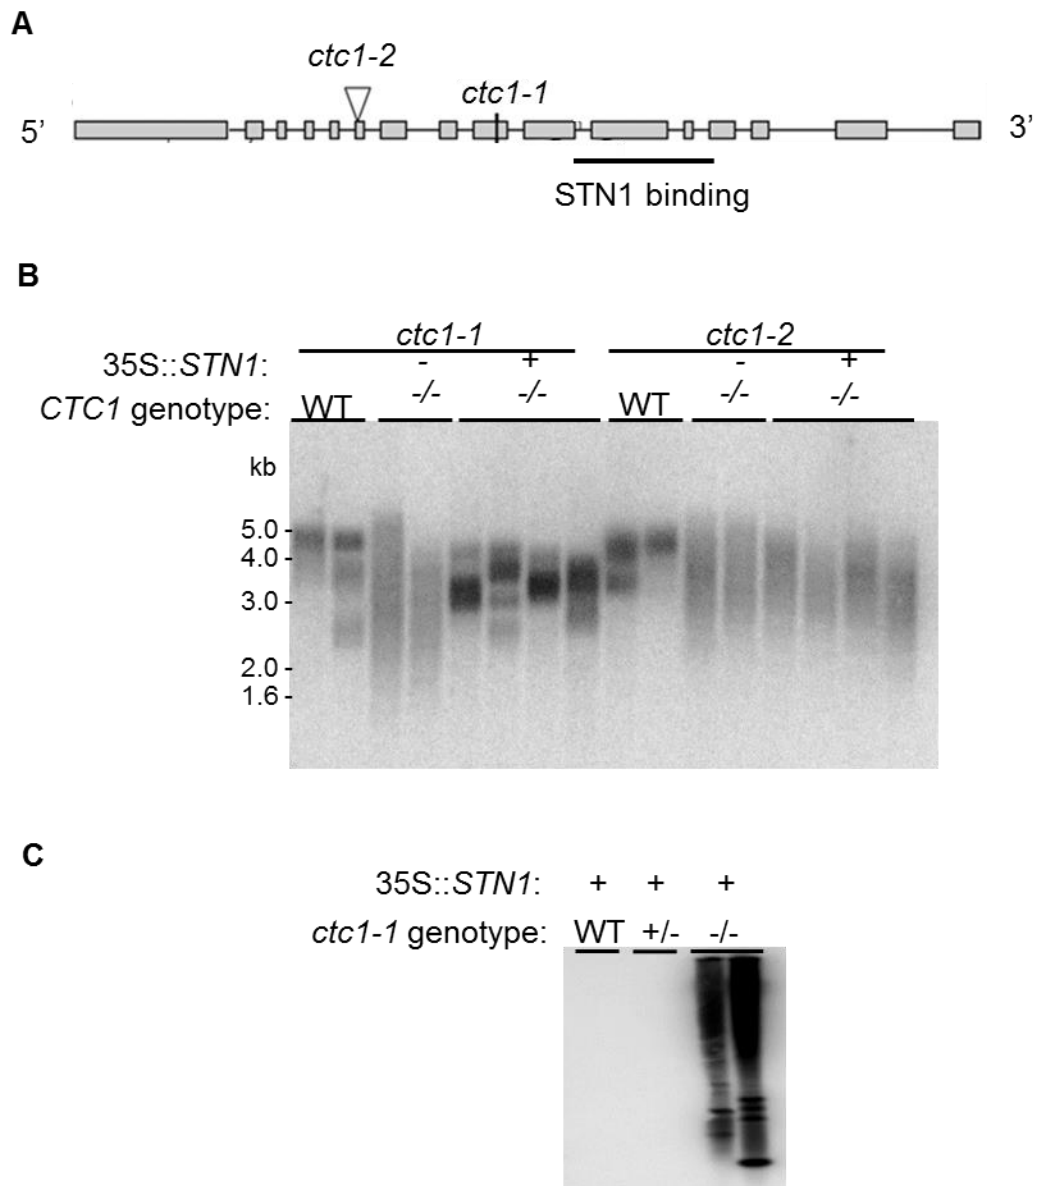 A
ctc1-2
ctc1-1
5’ 3’
STN1 binding
B
ctc1-1 ctc1-2
35S::STN1: - + - +
CTC1 genotype: WT -/- -/- WT -/- -/-
kb
5.0 -
4.0 -
3.0 -
2.0 -
1.6 -
C
35S::STN1: + + +
ctc1-1 genotype: WT +/- -/-